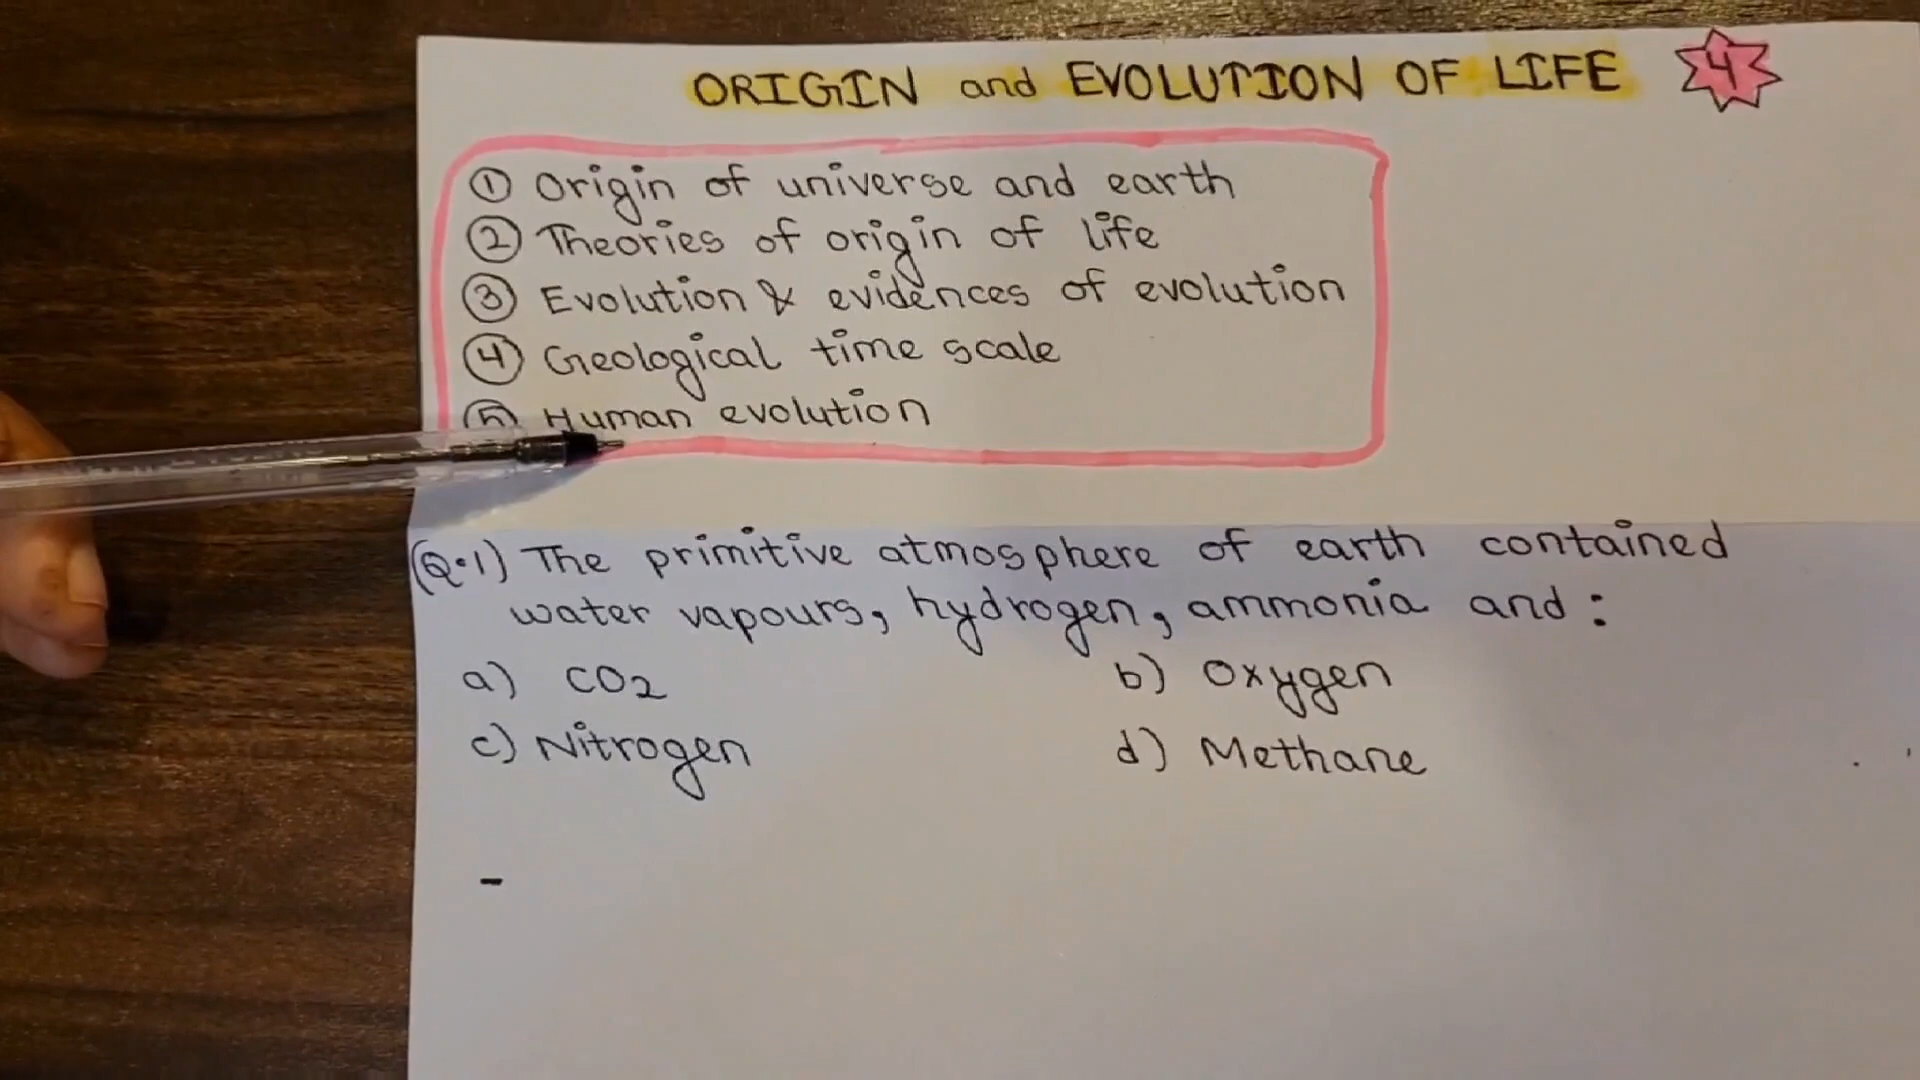 ORIGIN and EVOLUTION OF LIFE 4
① Origin of universe and earth
② Theories of origin of life
③ Evolution & evidences of evolution
④ Geological time scale
⑤ Human evolution
(Q.1) The primitive atmosphere of earth contained
water vapours, hydrogen, ammonia and :
a) CO2 b) Oxygen
c) Nitrogen d) Methane
-